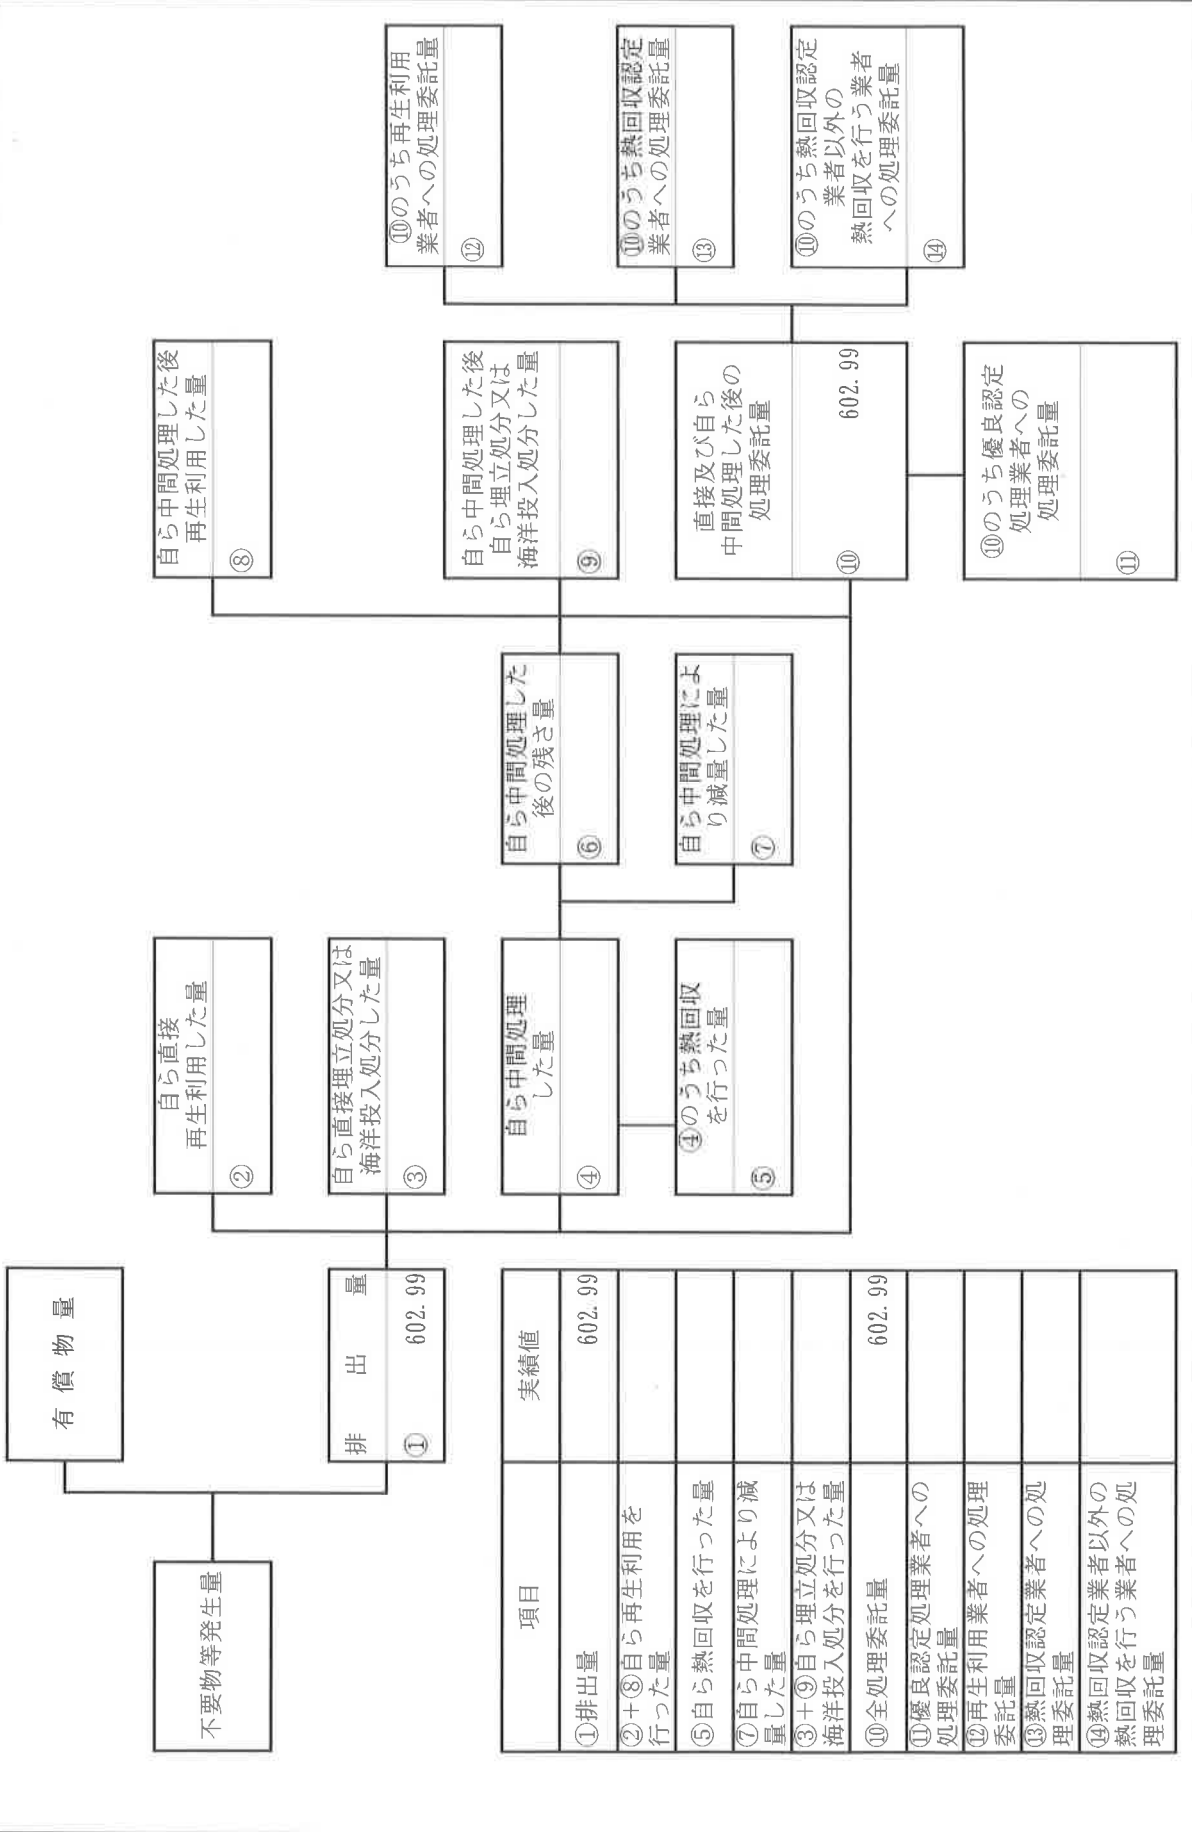 有償物量
不要物等発生量
排出量
① 602.99
自ら直接
再生利用した量
②
自ら直接埋立処分又は
海洋投入処分した量
③
自ら中間処理
した量
④
④のうち熱回収
を行った量
⑤
自ら中間処理した
後の残さ量
⑥
自ら中間処理によ
り減量した量
⑦
自ら中間処理した後
再生利用した量
⑧
自ら中間処理した後
自ら埋立処分又は
海洋投入処分した量
⑨
直接及び自ら
中間処理した後の
処理委託量
⑩ 602.99
⑩のうち優良認定
処理業者への
処理委託量
⑪
⑩のうち再生利用
業者への処理委託量
⑫
⑩のうち熱回収認定
業者への処理委託量
⑬
⑩のうち熱回収認定
業者以外の
熱回収を行う業者
への処理委託量
⑭
項目 実績値
①排出量 602.99
②+⑧自ら再生利用を
行った量
⑤自ら熱回収を行った量
⑦自ら中間処理により減
量した量
③+⑨自ら埋立処分又は
海洋投入処分を行った量
⑩全処理委託量 602.99
⑪優良認定処理業者への
処理委託量
⑫再生利用業者への処理
委託量
⑬熱回収認定業者への処
理委託量
⑭熱回収認定業者以外の
熱回収を行う業者への処
理委託量